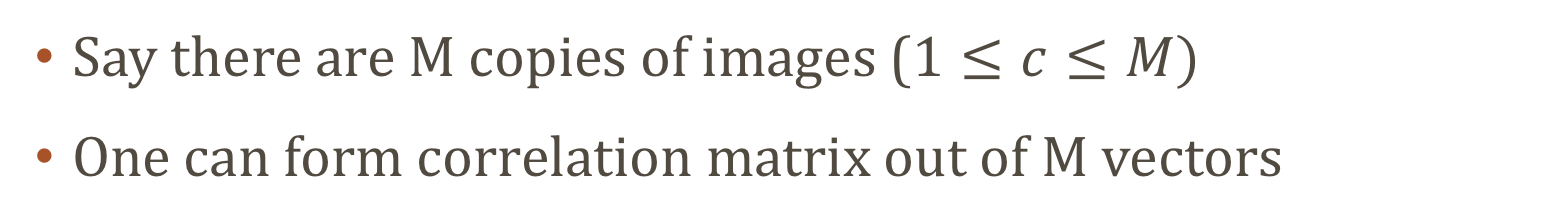 • Say there are M copies of images (1 ≤ c ≤ M)
• One can form correlation matrix out of M vectors